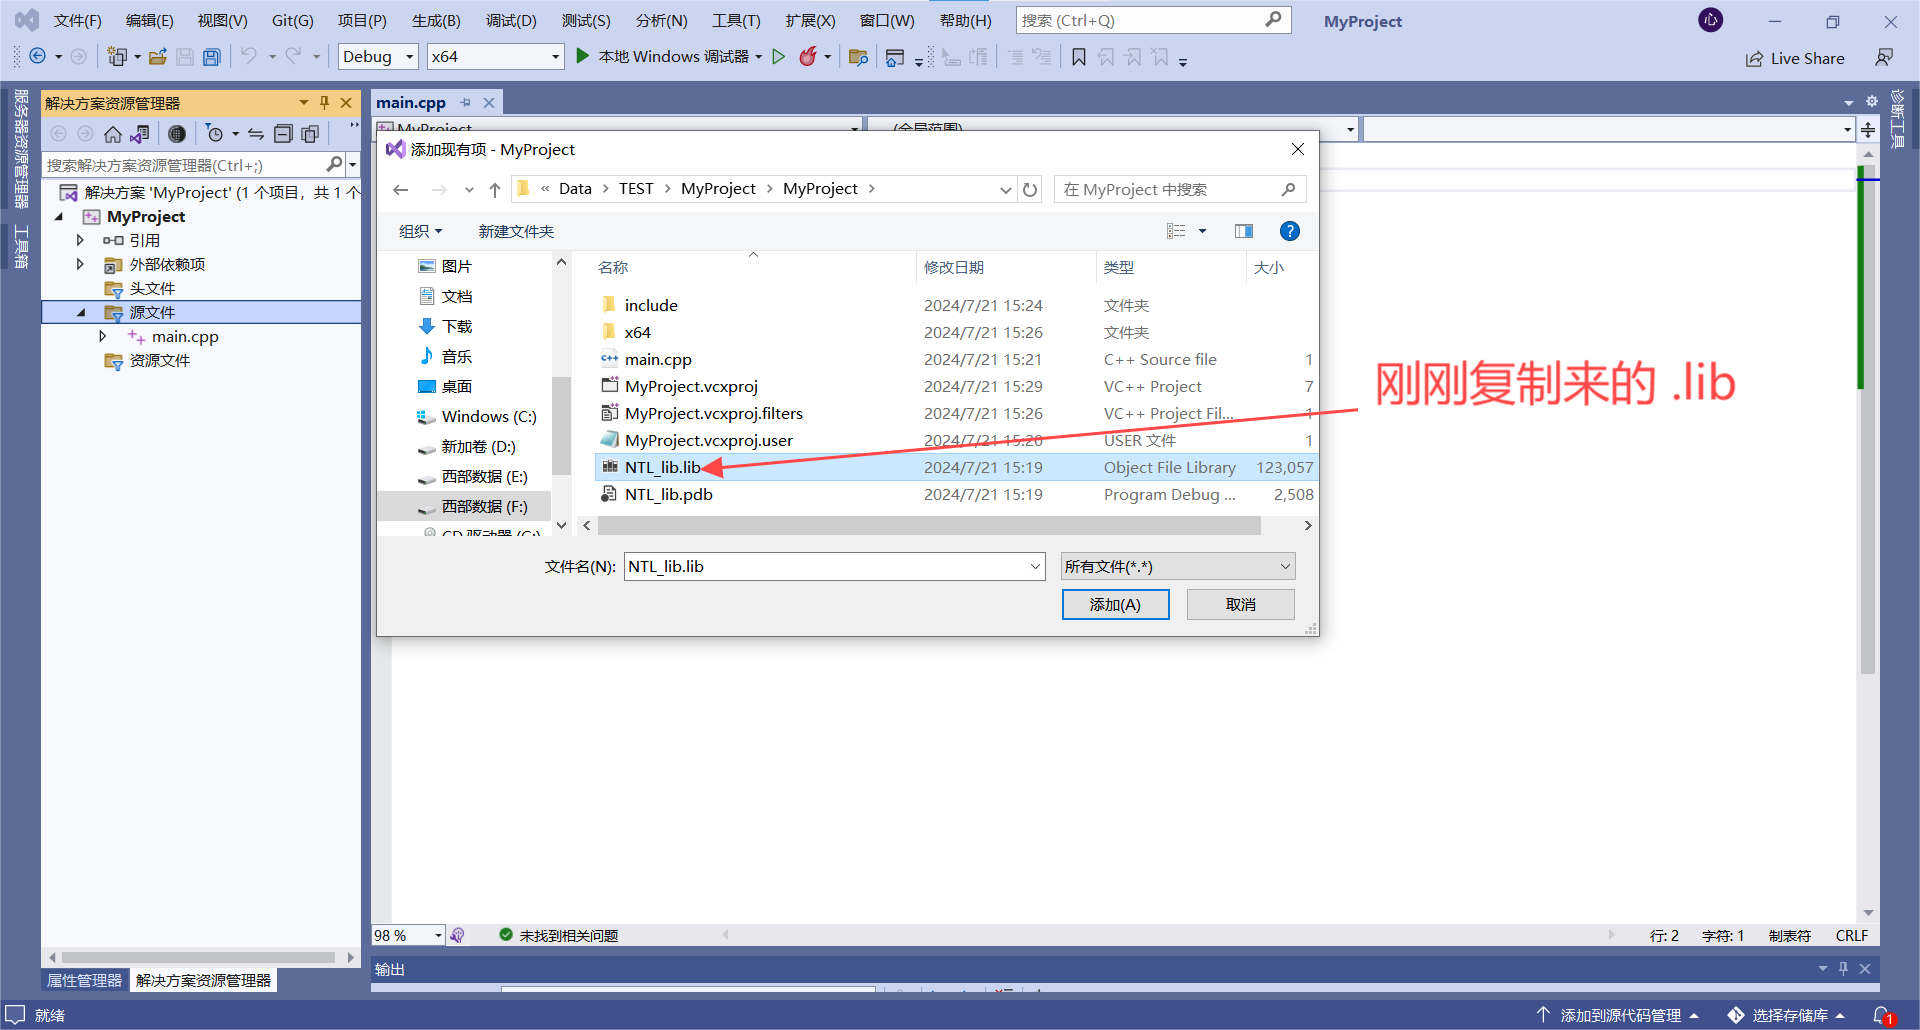 文件(F) 编辑(E) 视图(V) Git(G) 项目(P) 生成(B) 调试(D) 测试(S) 分析(N) 工具(T) 扩展(X) 窗口(W) 帮助(H) 搜索 (Ctrl+Q) MyProject
Debug x64 本地 Windows 调试器 Live Share
服务器资源管理器
工具箱
解决方案资源管理器
搜索解决方案资源管理器(Ctrl+;)
解决方案 'MyProject' (1 个项目，共 1 个
MyProject
引用
外部依赖项
头文件
源文件
main.cpp
资源文件
属性管理器 解决方案资源管理器
main.cpp
MyProject (全局范围)
诊断工具
添加现有项 - MyProject
« Data › TEST › MyProject › MyProject › 在 MyProject 中搜索
组织 新建文件夹
图片
文档
下载
音乐
桌面
Windows (C:)
新加卷 (D:)
西部数据 (E:)
西部数据 (F:)
CD 驱动器 (G:)
名称 修改日期 类型 大小
include 2024/7/21 15:24 文件夹
x64 2024/7/21 15:26 文件夹
main.cpp 2024/7/21 15:21 C++ Source file 1
MyProject.vcxproj 2024/7/21 15:29 VC++ Project 7
MyProject.vcxproj.filters 2024/7/21 15:26 VC++ Project Fil... 1
MyProject.vcxproj.user 2024/7/21 15:20 USER 文件 1
NTL_lib.lib 2024/7/21 15:19 Object File Library 123,057
NTL_lib.pdb 2024/7/21 15:19 Program Debug ... 2,508
文件名(N): NTL_lib.lib 所有文件(*.*)
添加(A) 取消
刚刚复制来的 .lib
98 % 未找到相关问题 行: 2 字符: 1 制表符 CRLF
输出
就绪 添加到源代码管理 选择存储库 1